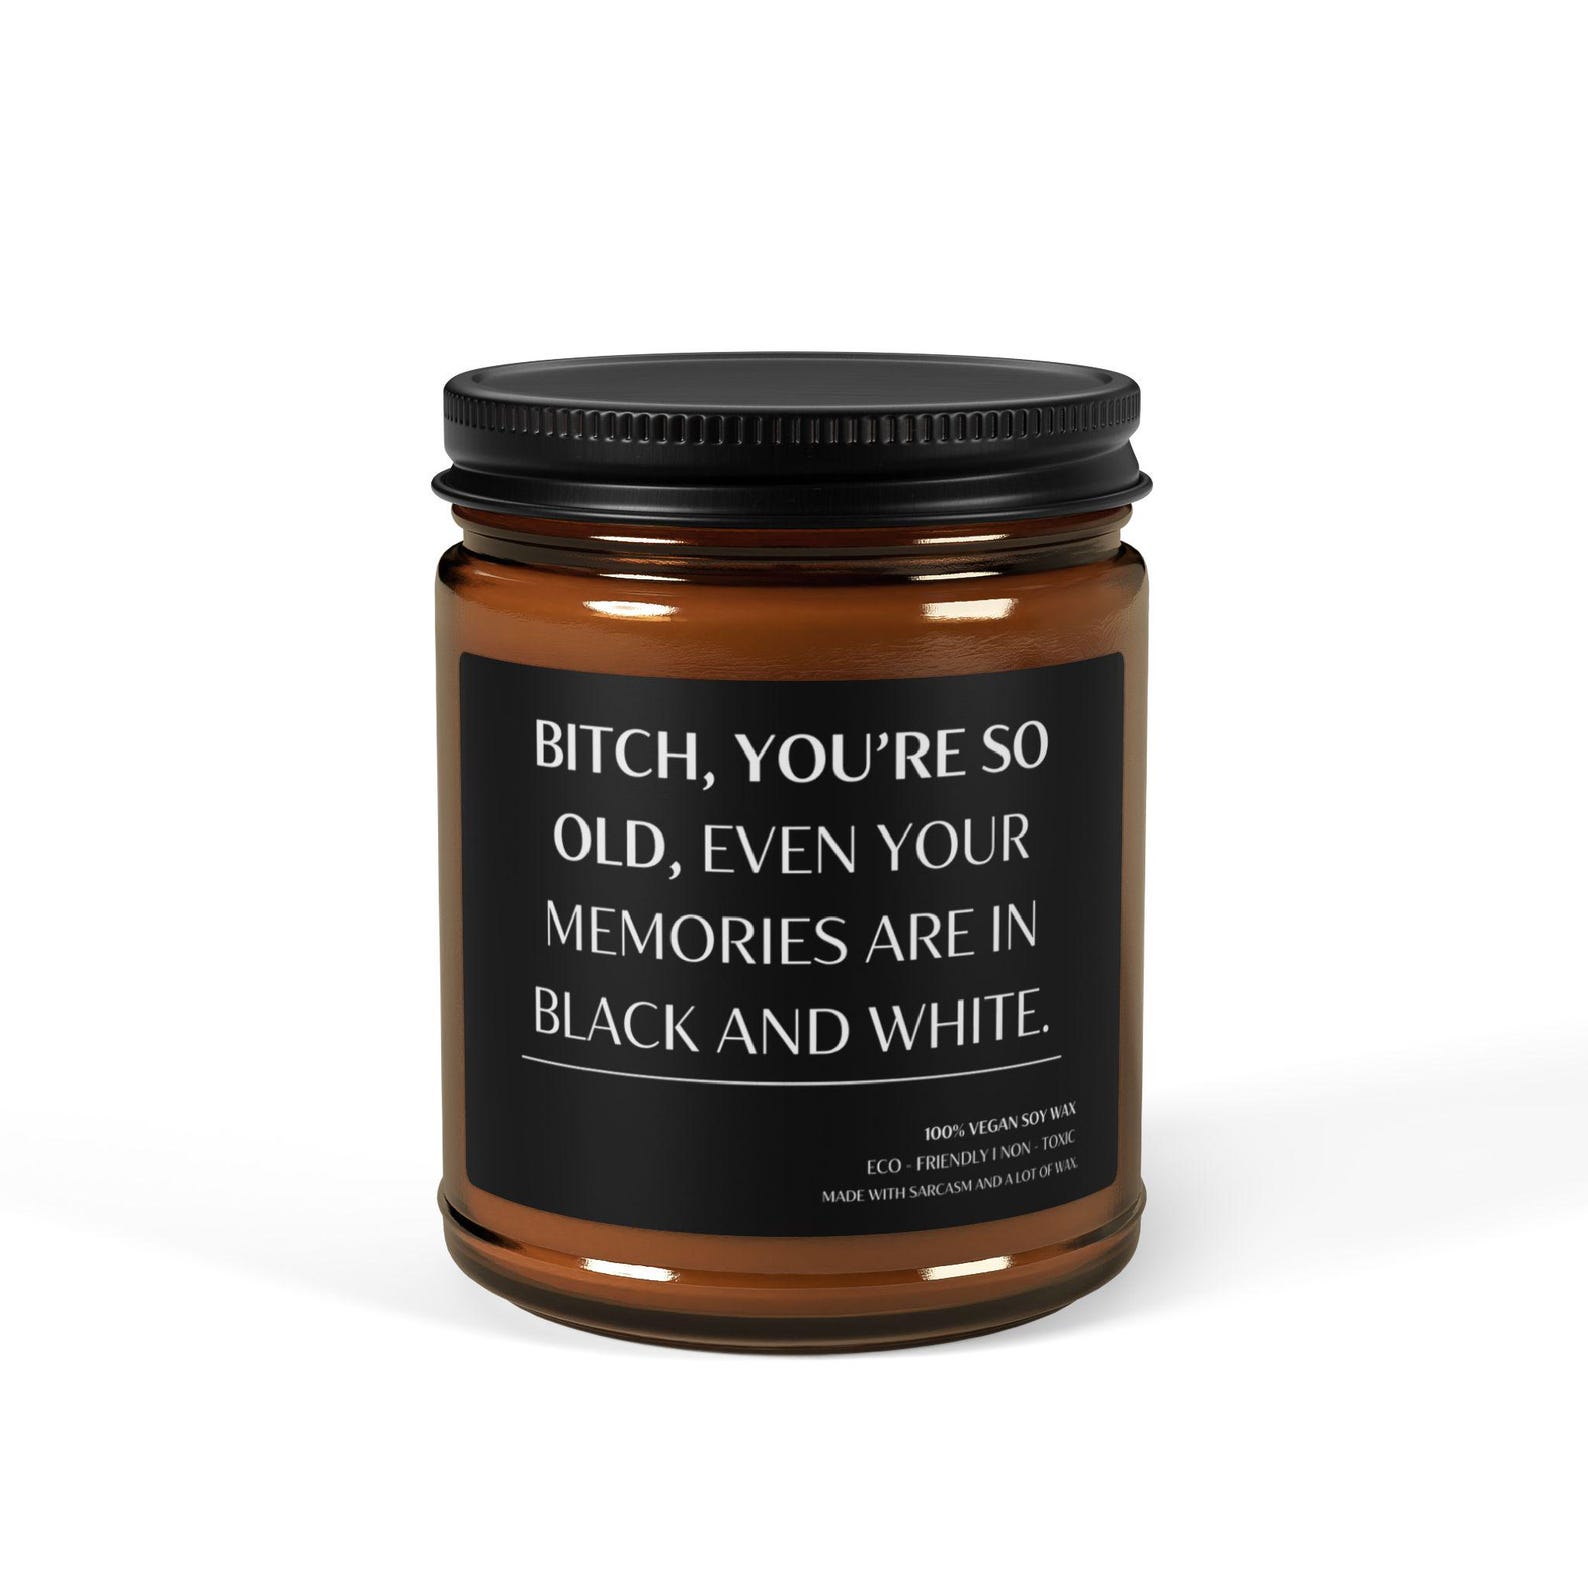 BITCH, YOU’RE SO
OLD, EVEN YOUR
MEMORIES ARE IN
BLACK AND WHITE.
100% VEGAN SOY WAX
ECO - FRIENDLY I NON - TOXIC
MADE WITH SARCASM AND A LOT OF WAX.